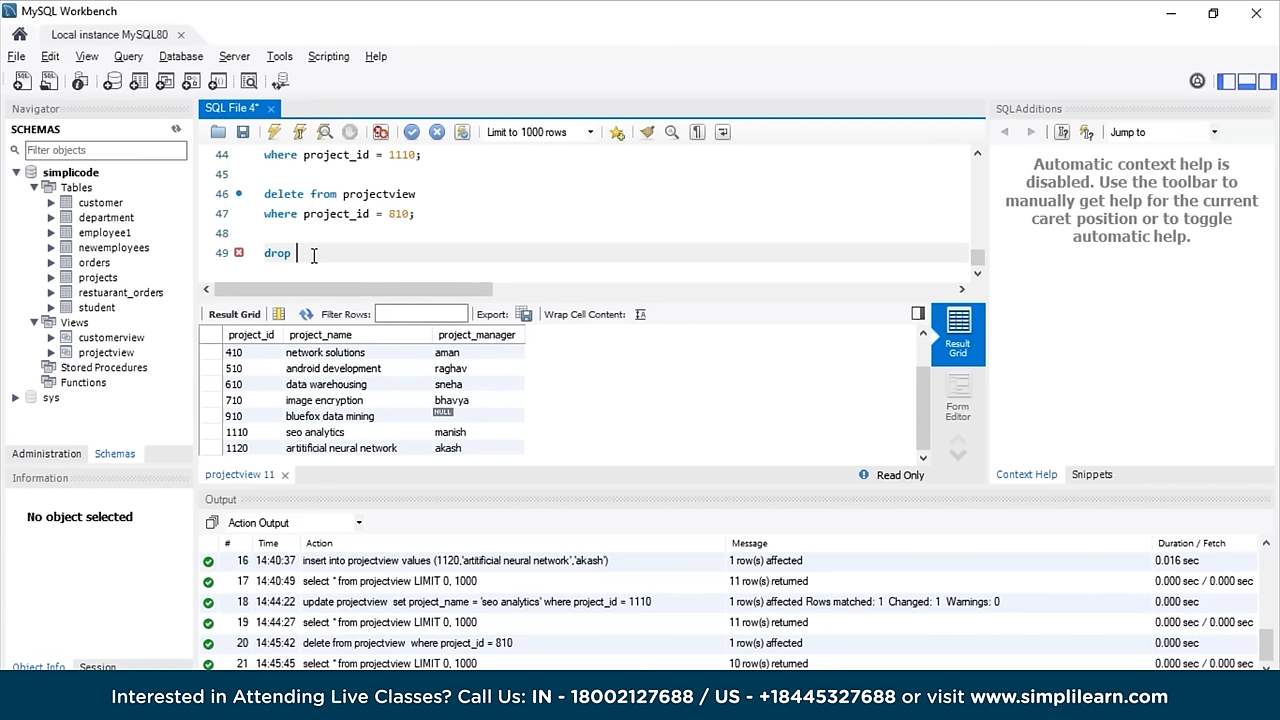 MySQL Workbench
Local instance MySQL80
File Edit View Query Database Server Tools Scripting Help
Navigator
SCHEMAS
Filter objects
simplicode
Tables
customer
department
employee1
newemployees
orders
projects
restuarant_orders
student
Views
customerview
projectview
Stored Procedures
Functions
sys
Administration Schemas
Information
No object selected
Object Info Session
SQL File 4*
Limit to 1000 rows
44 where project_id = 1110;
45
46 delete from projectview
47 where project_id = 810;
48
49 drop
Result Grid Filter Rows: Export: Wrap Cell Content: IA
project_id project_name project_manager
410 network solutions aman
510 android development raghav
610 data warehousing sneha
710 image encryption bhavya
910 bluefox data mining NULL
1110 seo analytics manish
1120 artitificial neural network akash
Result
Grid
Form
Editor
projectview 11
Read Only
SQLAdditions
Jump to
Automatic context help is
disabled. Use the toolbar to
manually get help for the current
caret position or to toggle
automatic help.
Context Help Snippets
Output
Action Output
# Time Action Message Duration / Fetch
16 14:40:37 insert into projectview values (1120,'artitificial neural network','akash') 1 row(s) affected 0.016 sec
17 14:40:49 select * from projectview LIMIT 0, 1000 11 row(s) returned 0.000 sec / 0.000 sec
18 14:44:22 update projectview set project_name = 'seo analytics' where project_id = 1110 1 row(s) affected Rows matched: 1 Changed: 1 Warnings: 0 0.000 sec
19 14:44:27 select * from projectview LIMIT 0, 1000 11 row(s) returned 0.000 sec / 0.000 sec
20 14:45:42 delete from projectview where project_id = 810 1 row(s) affected 0.000 sec
21 14:45:45 select * from projectview LIMIT 0, 1000 10 row(s) returned 0.000 sec / 0.000 sec
Interested in Attending Live Classes? Call Us: IN - 18002127688 / US - +18445327688 or visit www.simplilearn.com